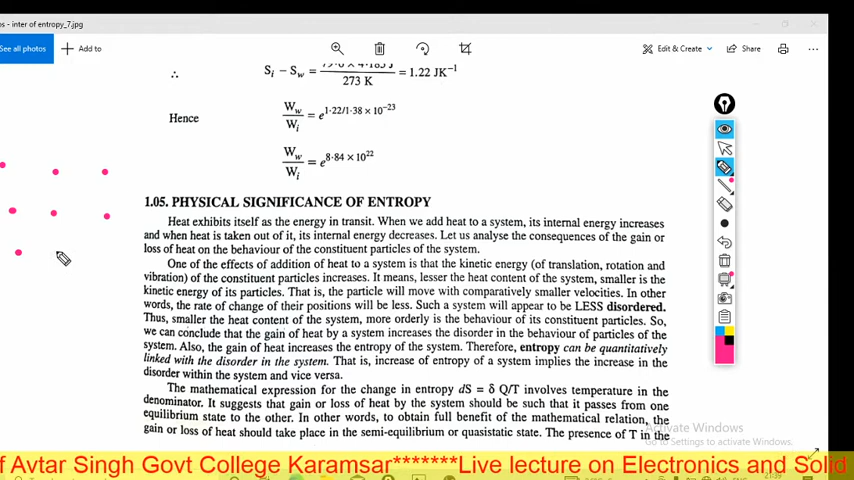 s - inter of entropy_7.jpg
See all photos
Add to
Edit & Create
Share
∴ Si – Sw = 79·6 × 4·185 J / 273 K = 1.22 JK⁻¹
Hence Ww/Wi = e^1·22/1·38 × 10⁻²³
Ww/Wi = e^8·84 × 10²²
1.05. PHYSICAL SIGNIFICANCE OF ENTROPY
Heat exhibits itself as the energy in transit. When we add heat to a system, its internal energy increases
and when heat is taken out of it, its internal energy decreases. Let us analyse the consequences of the gain or
loss of heat on the behaviour of the constituent particles of the system.
One of the effects of addition of heat to a system is that the kinetic energy (of translation, rotation and
vibration) of the constituent particles increases. It means, lesser the heat content of the system, smaller is the
kinetic energy of its particles. That is, the particle will move with comparatively smaller velocities. In other
words, the rate of change of their positions will be less. Such a system will appear to be LESS disordered.
Thus, smaller the heat content of the system, more orderly is the behaviour of its constituent particles. So,
we can conclude that the gain of heat by a system increases the disorder in the behaviour of particles of the
system. Also, the gain of heat increases the entropy of the system. Therefore, entropy can be quantitatively
linked with the disorder in the system. That is, increase of entropy of a system implies the increase in the
disorder within the system and vice versa.
The mathematical expression for the change in entropy dS = δ Q/T involves temperature in the
denominator. It suggests that gain or loss of heat by the system should be such that it passes from one
equilibrium state to the other. In other words, to obtain full benefit of the mathematical relation, the
gain or loss of heat should take place in the semi-equilibrium or quasistatic state. The presence of T in the
Activate Windows
Go to Settings to activate Windows.
f Avtar Singh Govt College Karamsar*******Live lecture on Electronics and Solid
21:39